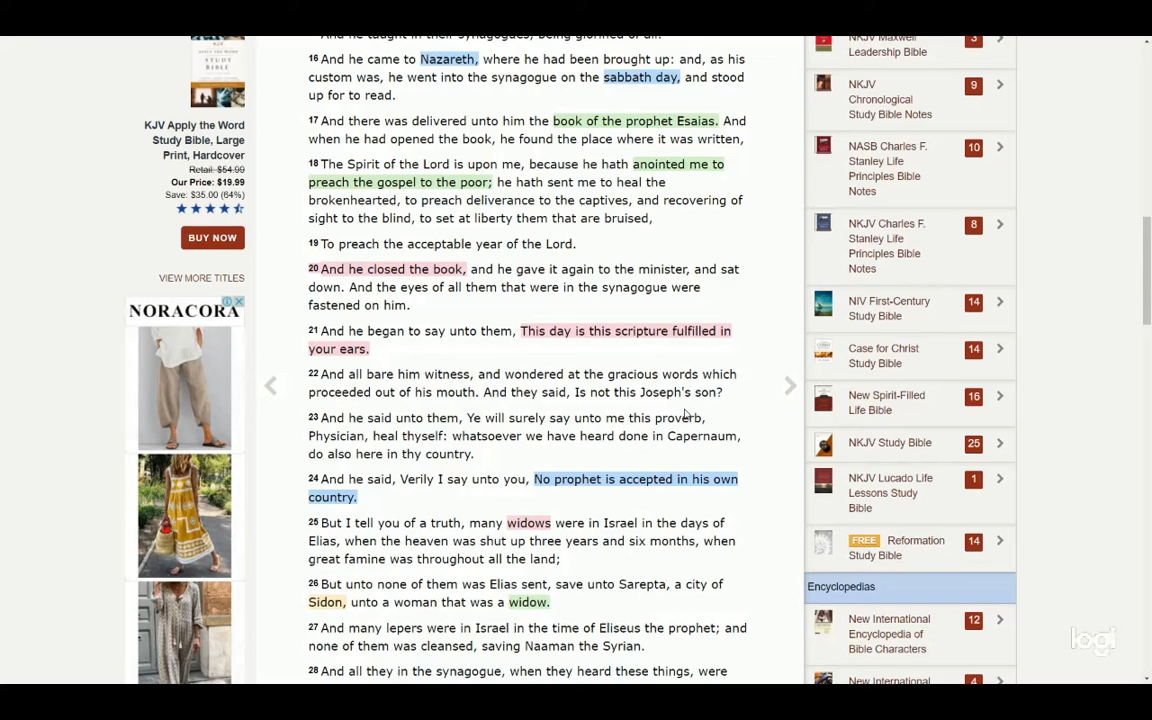 KJV Apply the Word
Study Bible, Large
Print, Hardcover
Retail: $54.99
Our Price: $19.99
Save: $35.00 (64%)
BUY NOW
VIEW MORE TITLES
NORACORA
And he taught in their synagogues, being glorified of all.
16 And he came to Nazareth, where he had been brought up: and, as his
custom was, he went into the synagogue on the sabbath day, and stood
up for to read.
17 And there was delivered unto him the book of the prophet Esaias. And
when he had opened the book, he found the place where it was written,
18 The Spirit of the Lord is upon me, because he hath anointed me to
preach the gospel to the poor; he hath sent me to heal the
brokenhearted, to preach deliverance to the captives, and recovering of
sight to the blind, to set at liberty them that are bruised,
19 To preach the acceptable year of the Lord.
20 And he closed the book, and he gave it again to the minister, and sat
down. And the eyes of all them that were in the synagogue were
fastened on him.
21 And he began to say unto them, This day is this scripture fulfilled in
your ears.
22 And all bare him witness, and wondered at the gracious words which
proceeded out of his mouth. And they said, Is not this Joseph's son?
23 And he said unto them, Ye will surely say unto me this proverb,
Physician, heal thyself: whatsoever we have heard done in Capernaum,
do also here in thy country.
24 And he said, Verily I say unto you, No prophet is accepted in his own
country.
25 But I tell you of a truth, many widows were in Israel in the days of
Elias, when the heaven was shut up three years and six months, when
great famine was throughout all the land;
26 But unto none of them was Elias sent, save unto Sarepta, a city of
Sidon, unto a woman that was a widow.
27 And many lepers were in Israel in the time of Eliseus the prophet; and
none of them was cleansed, saving Naaman the Syrian.
28 And all they in the synagogue, when they heard these things, were
NKJV Maxwell 3
Leadership Bible
NKJV 9
Chronological
Study Bible Notes
NASB Charles F. 10
Stanley Life
Principles Bible
Notes
NKJV Charles F. 8
Stanley Life
Principles Bible
Notes
NIV First-Century 14
Study Bible
Case for Christ 14
Study Bible
New Spirit-Filled 16
Life Bible
NKJV Study Bible 25
NKJV Lucado Life 1
Lessons Study
Bible
FREE Reformation 14
Study Bible
Encyclopedias
New International 12
Encyclopedia of
Bible Characters
New International 4
logi